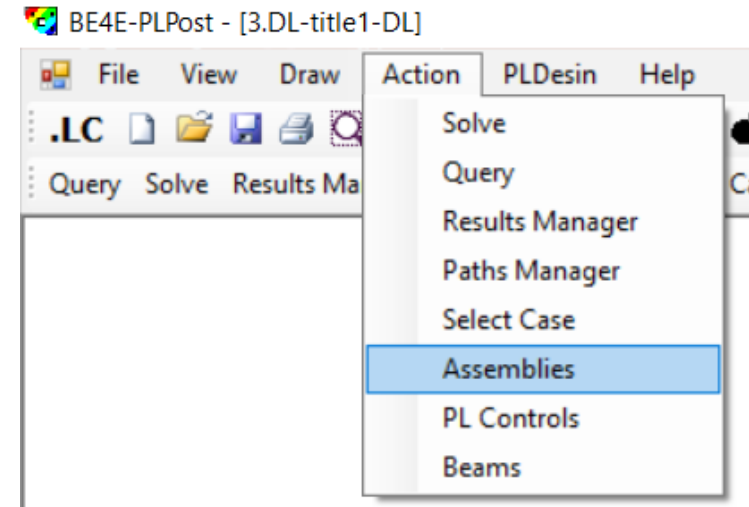 BE4E-PLPost - [3.DL-title1-DL]
File View Draw Action PLDesin Help
.LC
Query Solve Results Ma
Solve
Query
Results Manager
Paths Manager
Select Case
Assemblies
PL Controls
Beams